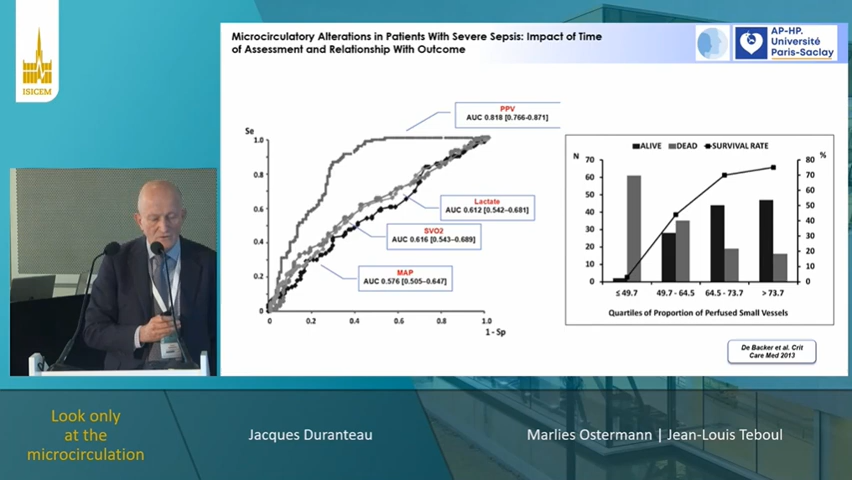 ISICEM
Microcirculatory Alterations in Patients With Severe Sepsis: Impact of Time
of Assessment and Relationship With Outcome
AP-HP.
Université
Paris-Saclay
PPV
AUC 0.818 [0.766-0.871]
Lactate
AUC 0.612 [0.542–0.681]
SVO2
AUC 0.616 [0.543–0.689]
MAP
AUC 0.576 [0.505–0.647]
Se
1.0
0.8
0.6
0.4
0.2
0
0 0.2 0.4 0.6 0.8 1.0
1 - Sp
ALIVE DEAD SURVIVAL RATE
N
%
70
60
50
40
30
20
10
0
80
70
60
50
40
30
20
10
0
≤ 49.7 49.7 - 64.5 64.5 - 73.7 > 73.7
Quartiles of Proportion of Perfused Small Vessels
De Backer et al. Crit
Care Med 2013
Look only
at the
microcirculation
Jacques Duranteau
Marlies Ostermann | Jean-Louis Teboul